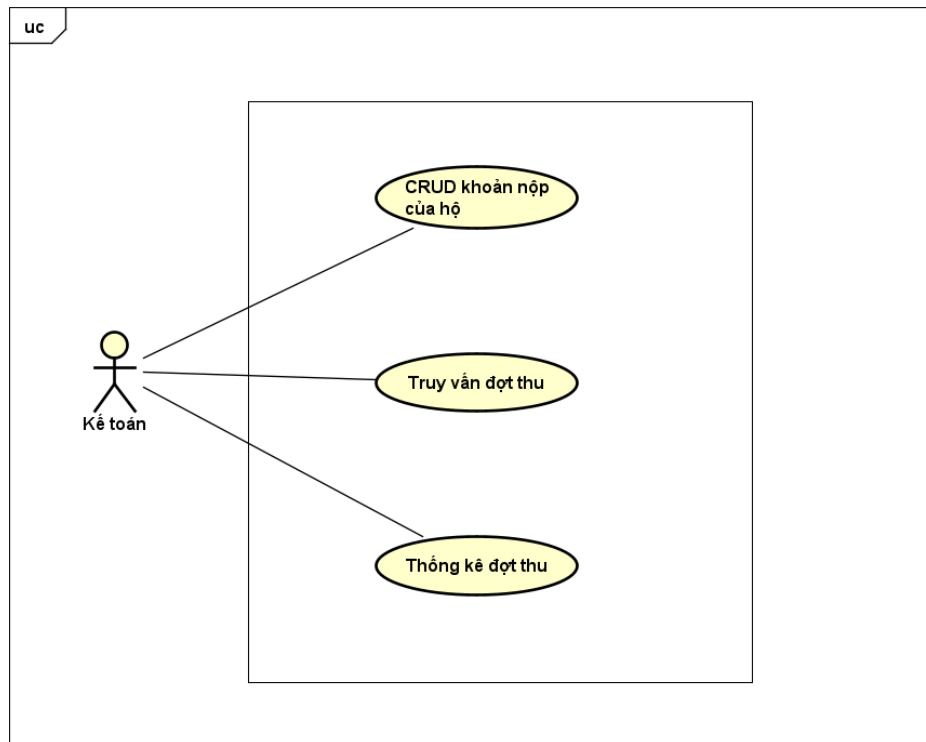 uc
CRUD khoản nộp
của hộ
Truy vấn đợt thu
Kế toán
Thống kê đợt thu